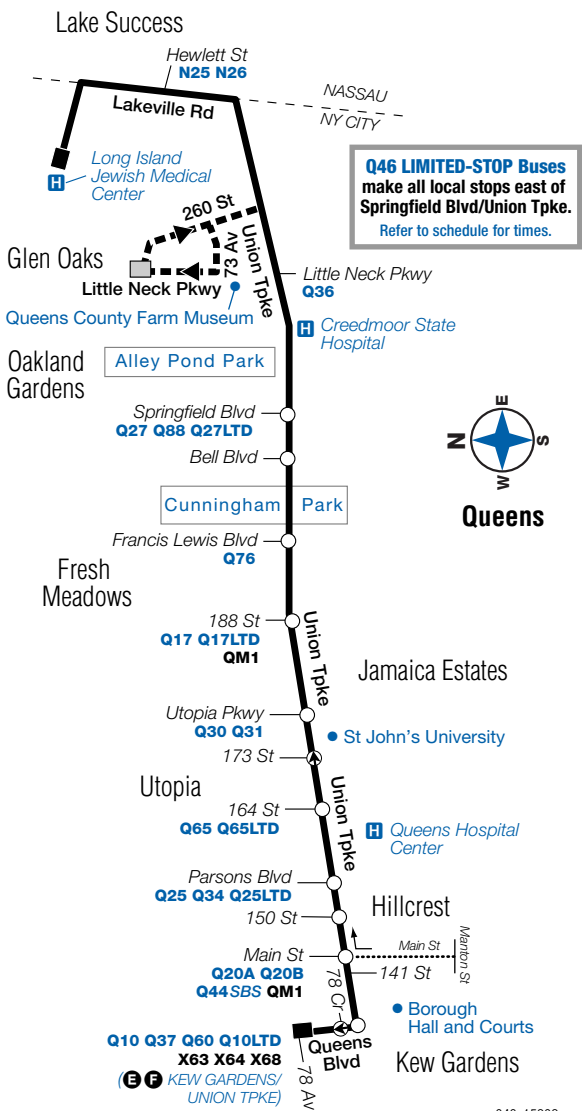 Lake Success
Hewlett St
N25 N26
NASSAU
NY CITY
Lakeville Rd
Q46 LIMITED-STOP Buses
make all local stops east of
Springfield Blvd/Union Tpke.
Refer to schedule for times.
H
Long Island
Jewish Medical
Center
260 St
73 Av
Union Tpke
Glen Oaks
Little Neck Pkwy
Little Neck Pkwy
Q36
Queens County Farm Museum
H
Creedmoor State
Hospital
Oakland
Gardens
Alley Pond Park
Springfield Blvd
Q27 Q88 Q27LTD
Bell Blvd
N
E
S
W
Queens
Cunningham Park
Francis Lewis Blvd
Q76
Fresh
Meadows
188 St
Q17 Q17LTD
QM1
Union Tpke
Jamaica Estates
Utopia Pkwy
Q30 Q31
St John's University
173 St
Utopia
Union Tpke
164 St
Q65 Q65LTD
H
Queens Hospital
Center
Parsons Blvd
Q25 Q34 Q25LTD
150 St
Hillcrest
Main St
Q20A Q20B
Q44SBS QM1
Main St
Manton St
141 St
78 Cr
Borough
Hall and Courts
Q10 Q37 Q60 Q10LTD
X63 X64 X68
(E F KEW GARDENS/
UNION TPKE)
Queens
Blvd
78 Av
Kew Gardens